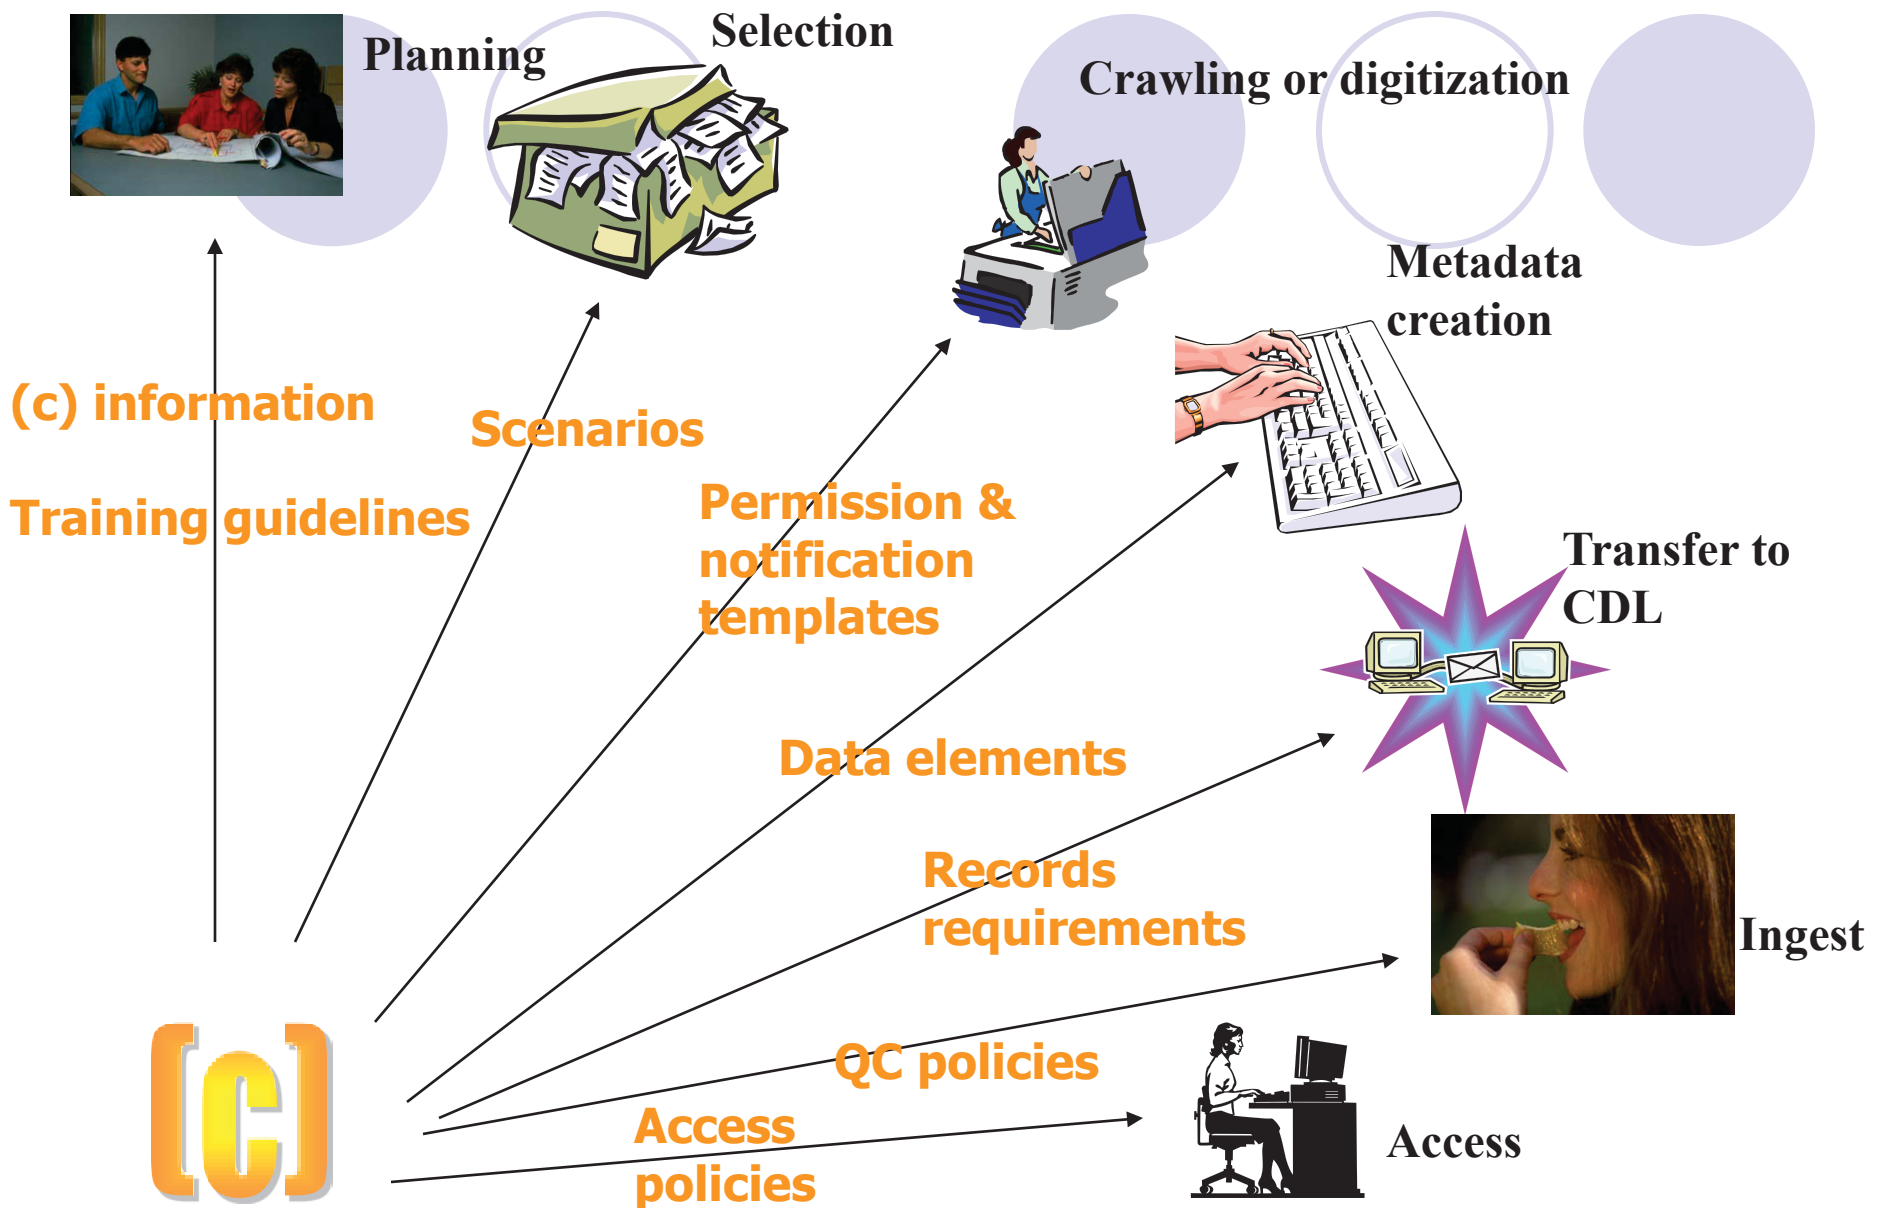 Planning
Selection
Crawling or digitization
Metadata
creation
(c) information
Scenarios
Training guidelines
Permission &
notification
templates
Transfer to
CDL
Data elements
Records
requirements
Ingest
QC policies
Access
policies
Access
[c]